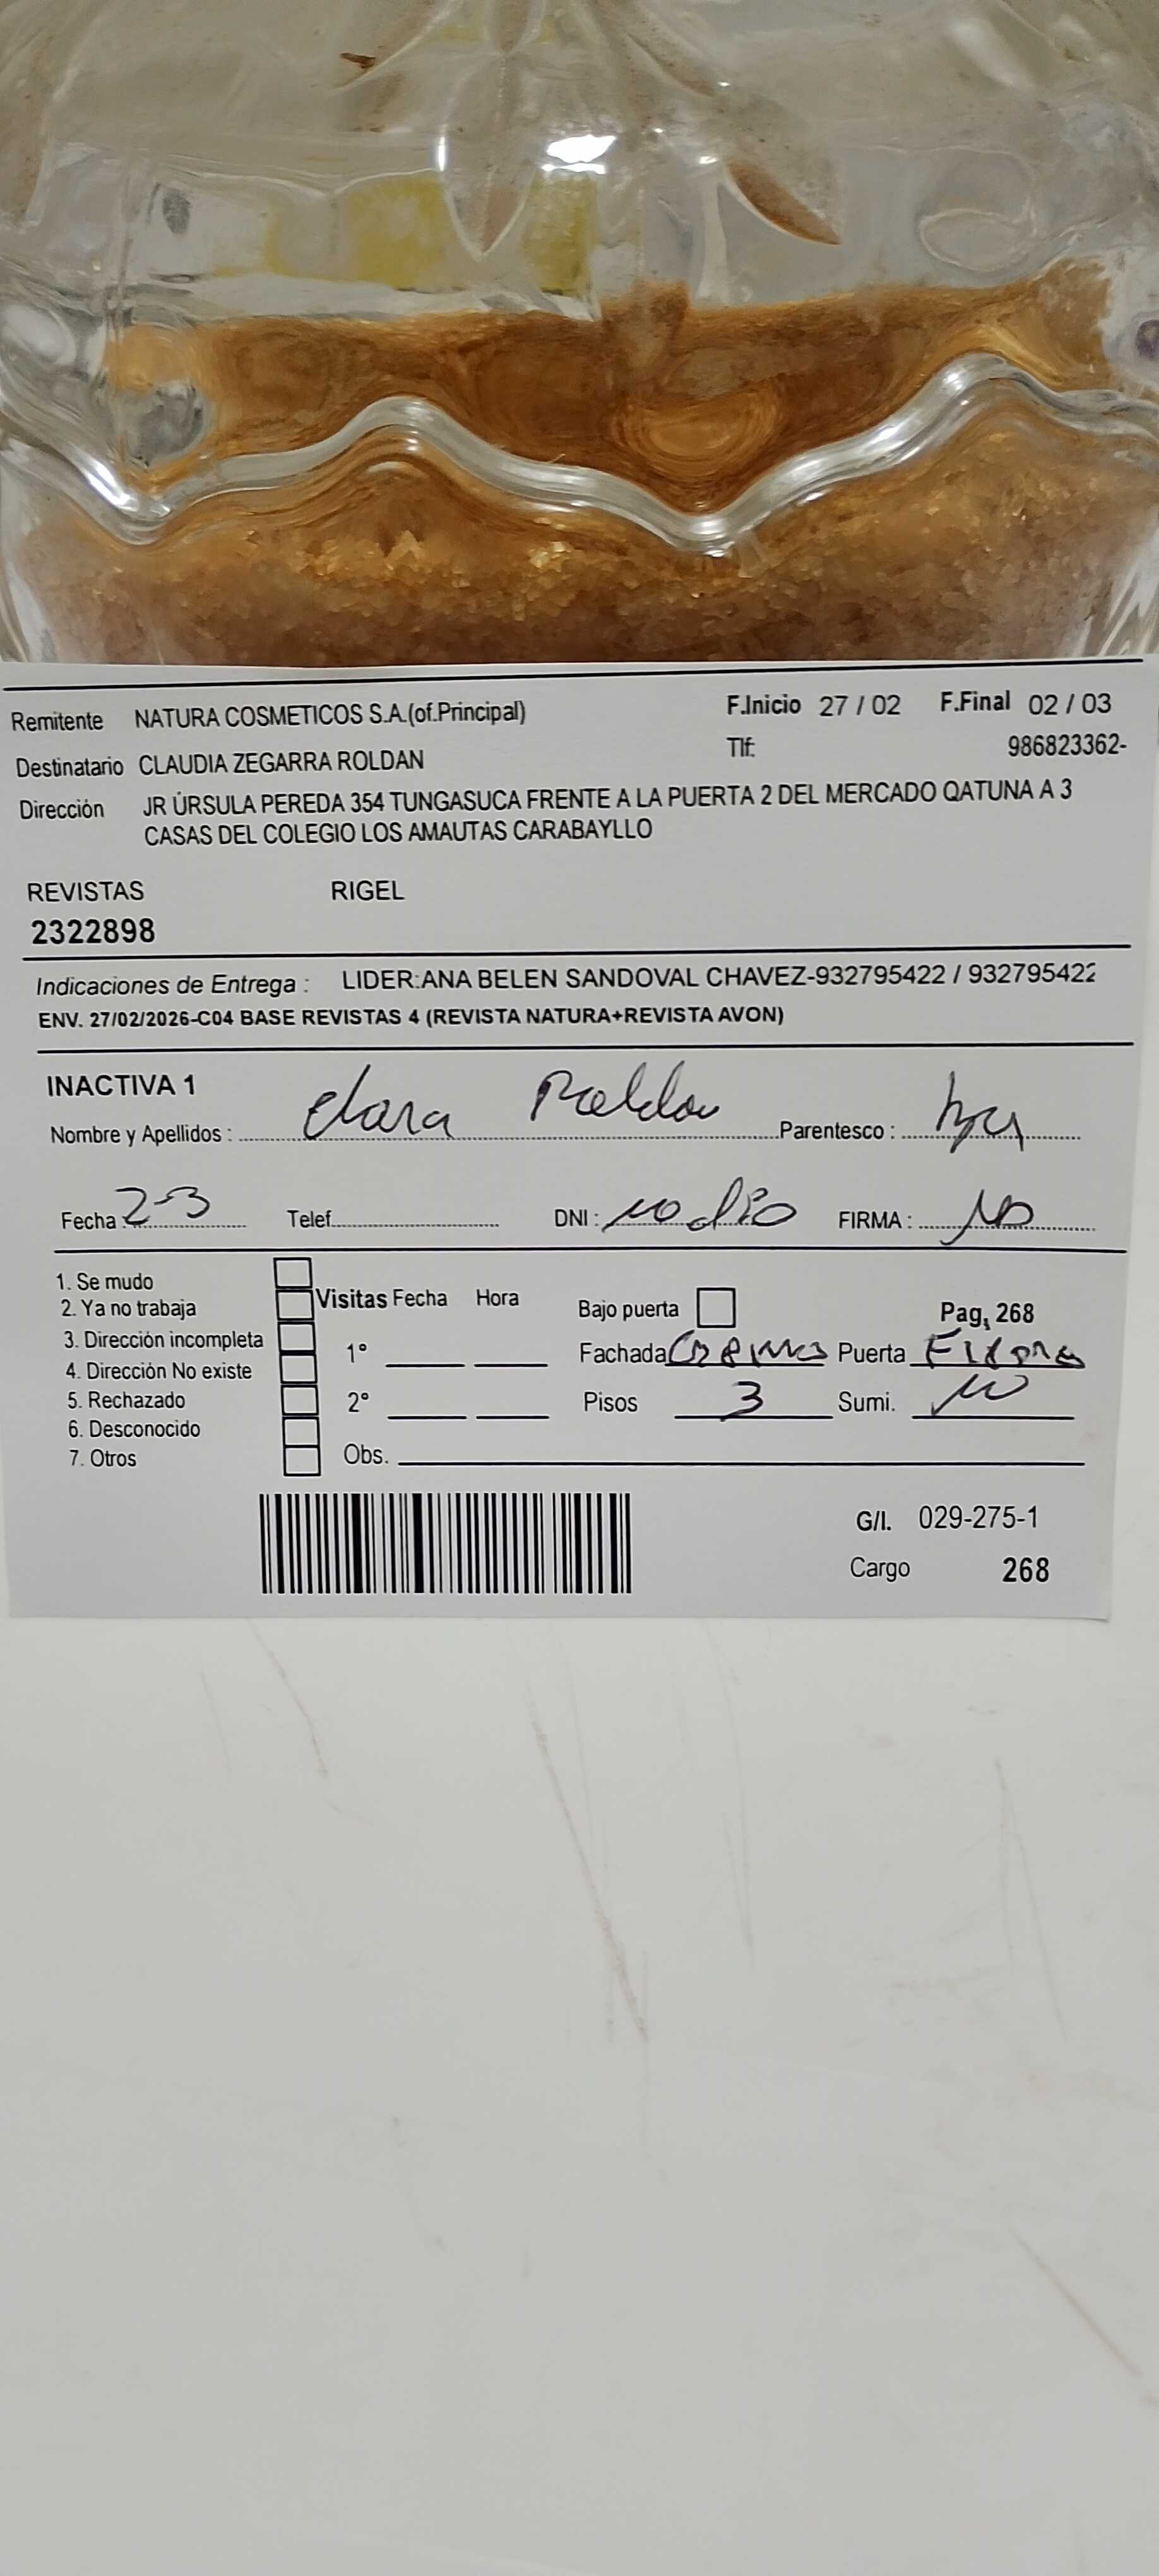 Remitente NATURA COSMETICOS S.A.(of.Principal) F.Inicio 27 / 02 F.Final 02 / 03
Destinatario CLAUDIA ZEGARRA ROLDAN Tlf: 986823362-
Dirección JR ÚRSULA PEREDA 354 TUNGASUCA FRENTE A LA PUERTA 2 DEL MERCADO QATUNA A 3
CASAS DEL COLEGIO LOS AMAUTAS CARABAYLLO
REVISTAS RIGEL
2322898
Indicaciones de Entrega : LIDER:ANA BELEN SANDOVAL CHAVEZ-932795422 / 932795422
ENV. 27/02/2026-C04 BASE REVISTAS 4 (REVISTA NATURA+REVISTA AVON)
INACTIVA 1
Nombre y Apellidos : Clara Roldan Parentesco :
Fecha : 2-3 Telef. DNI : no dio FIRMA : NO
1. Se mudo
2. Ya no trabaja Visitas Fecha Hora Bajo puerta Pag, 268
3. Dirección incompleta 1° Fachada Crema Puerta
4. Dirección No existe
5. Rechazado 2° Pisos 3 Sumi. NO
6. Desconocido
7. Otros Obs.
G/I. 029-275-1
Cargo 268